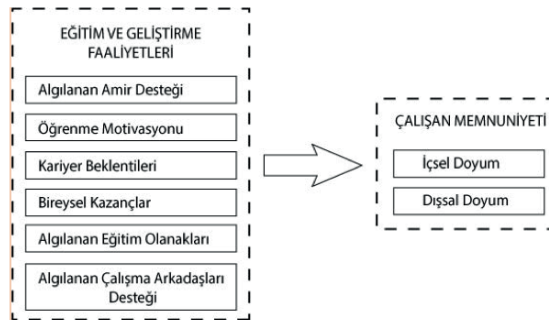 EĞİTİM VE GELİŞTİRME
FAALİYETLERİ
Algılanan Amir Desteği
Öğrenme Motivasyonu
Kariyer Beklentileri
Bireysel Kazançlar
Algılanan Eğitim Olanakları
Algılanan Çalışma Arkadaşları
Desteği
ÇALIŞAN MEMNUNİYETİ
İçsel Doyum
Dışsal Doyum